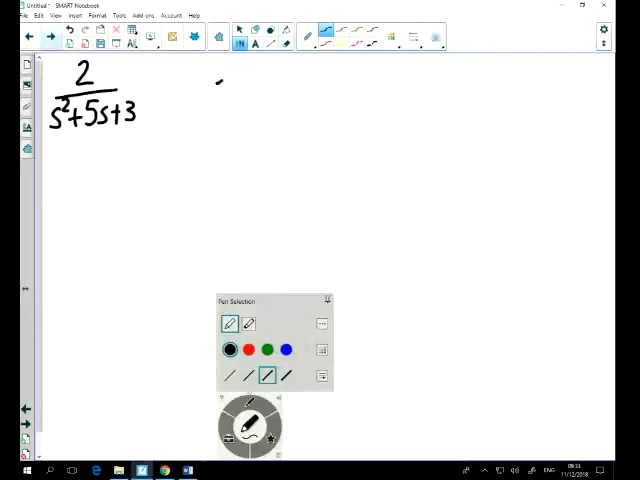 Untitled * - SMART Notebook
File Edit View Insert Format Tools Add-ons Account Help
2
s²+5s+3
Pen Selection
ENG
09:33
11/12/2018